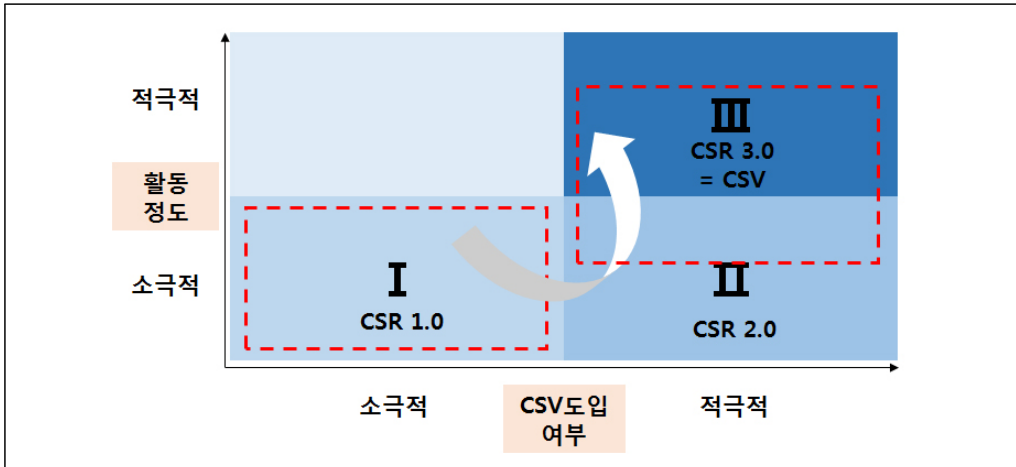 적극적
활동
정도
소극적
Ⅲ
CSR 3.0
= CSV
Ⅰ
CSR 1.0
Ⅱ
CSR 2.0
소극적
CSV도입
여부
적극적